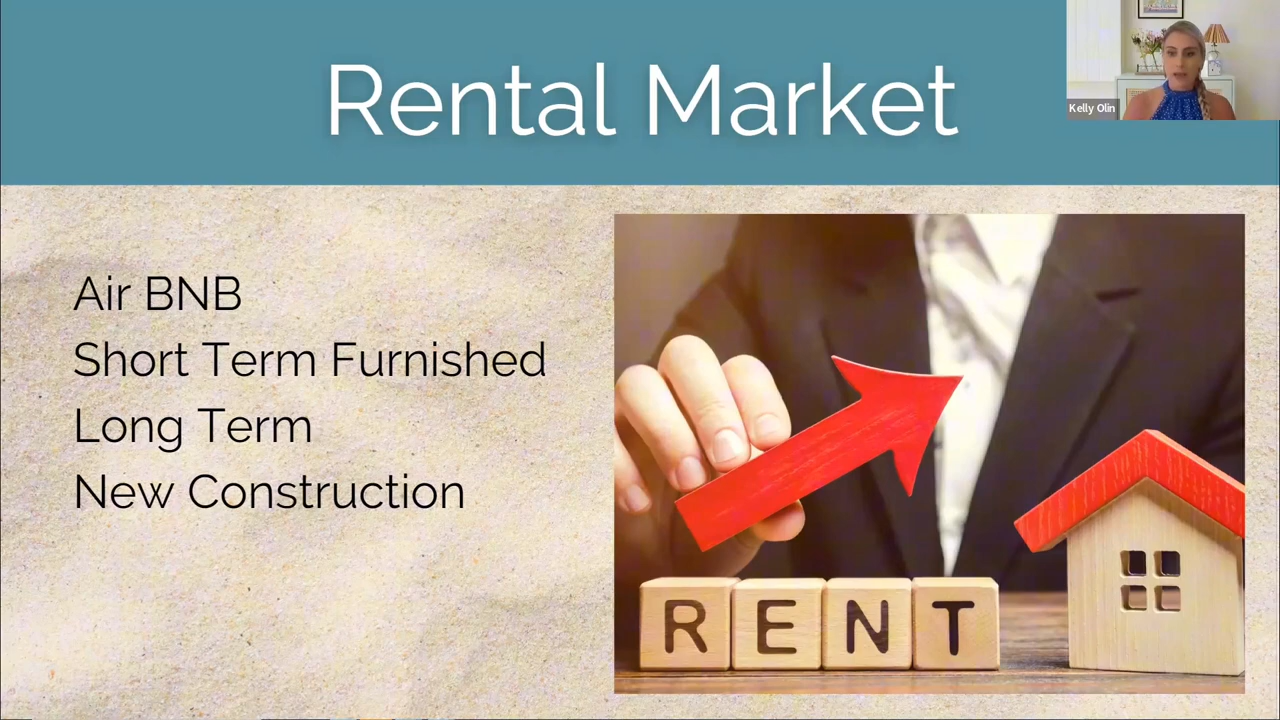 Rental Market
Kelly Olin
Air BNB
Short Term Furnished
Long Term
New Construction
RENT